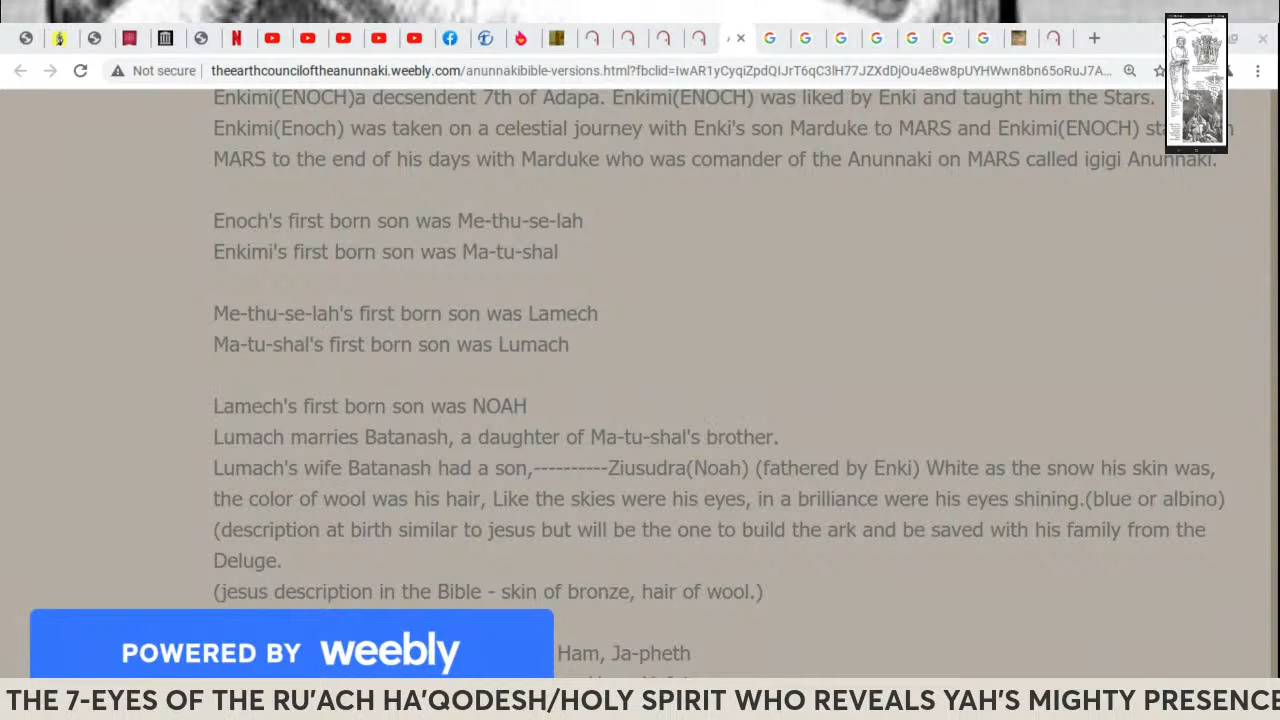 Not secure
theearthcounciloftheanunnaki.weebly.com/anunnakibible-versions.html?fbclid=IwAR1yCyqiZpdQJrT6qC3lH77JZXdDjOu4e8w8pUYHWwn8bn65oRuJ7A...
Enkimi(ENOCH)a decsendent 7th of Adapa. Enkimi(ENOCH) was liked by Enki and taught him the Stars.
Enkimi(Enoch) was taken on a celestial journey with Enki's son Marduke to MARS and Enkimi(ENOCH)
MARS to the end of his days with Marduke who was comander of the Anunnaki on MARS called igigi Anunnaki.
Enoch's first born son was Me-thu-se-lah
Enkimi's first born son was Ma-tu-shal
Me-thu-se-lah's first born son was Lamech
Ma-tu-shal's first born son was Lumach
Lamech's first born son was NOAH
Lumach marries Batanash, a daughter of Ma-tu-shal's brother.
Lumach's wife Batanash had a son,----------Ziusudra(Noah) (fathered by Enki) White as the snow his skin was,
the color of wool was his hair, Like the skies were his eyes, in a brilliance were his eyes shining.(blue or albino)
(description at birth similar to jesus but will be the one to build the ark and be saved with his family from the
Deluge.
(jesus description in the Bible - skin of bronze, hair of wool.)
Ham, Ja-pheth
POWERED BY weebly
THE 7-EYES OF THE RU'ACH HA'QODESH/HOLY SPIRIT WHO REVEALS YAH'S MIGHTY PRESENCE